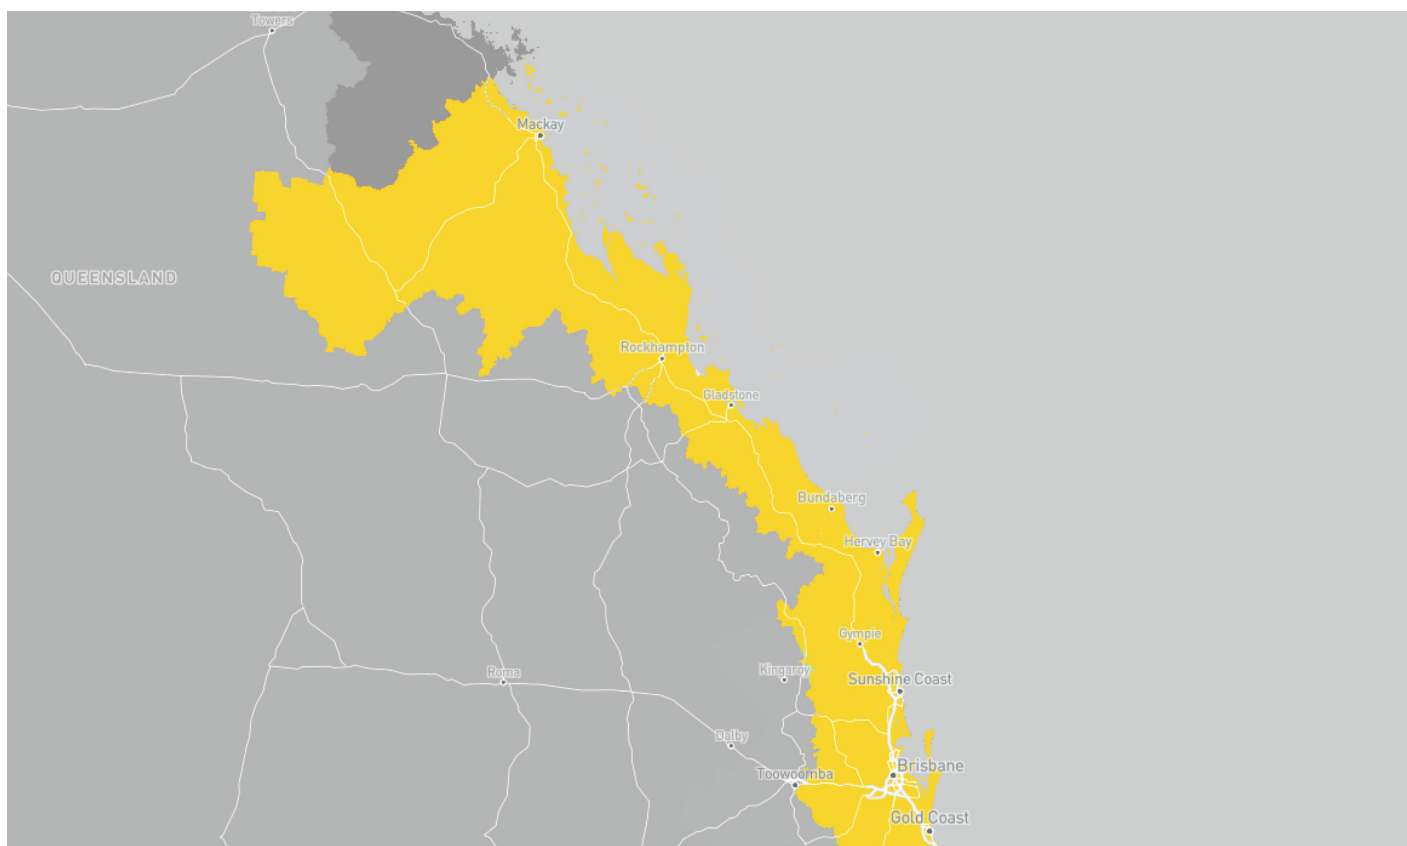 Towers
Mackay
QUEENSLAND
Rockhampton
Gladstone
Bundaberg
Hervey Bay
Gympie
Kingaroy
Roma
Sunshine Coast
Dalby
Brisbane
Toowoomba
Gold Coast